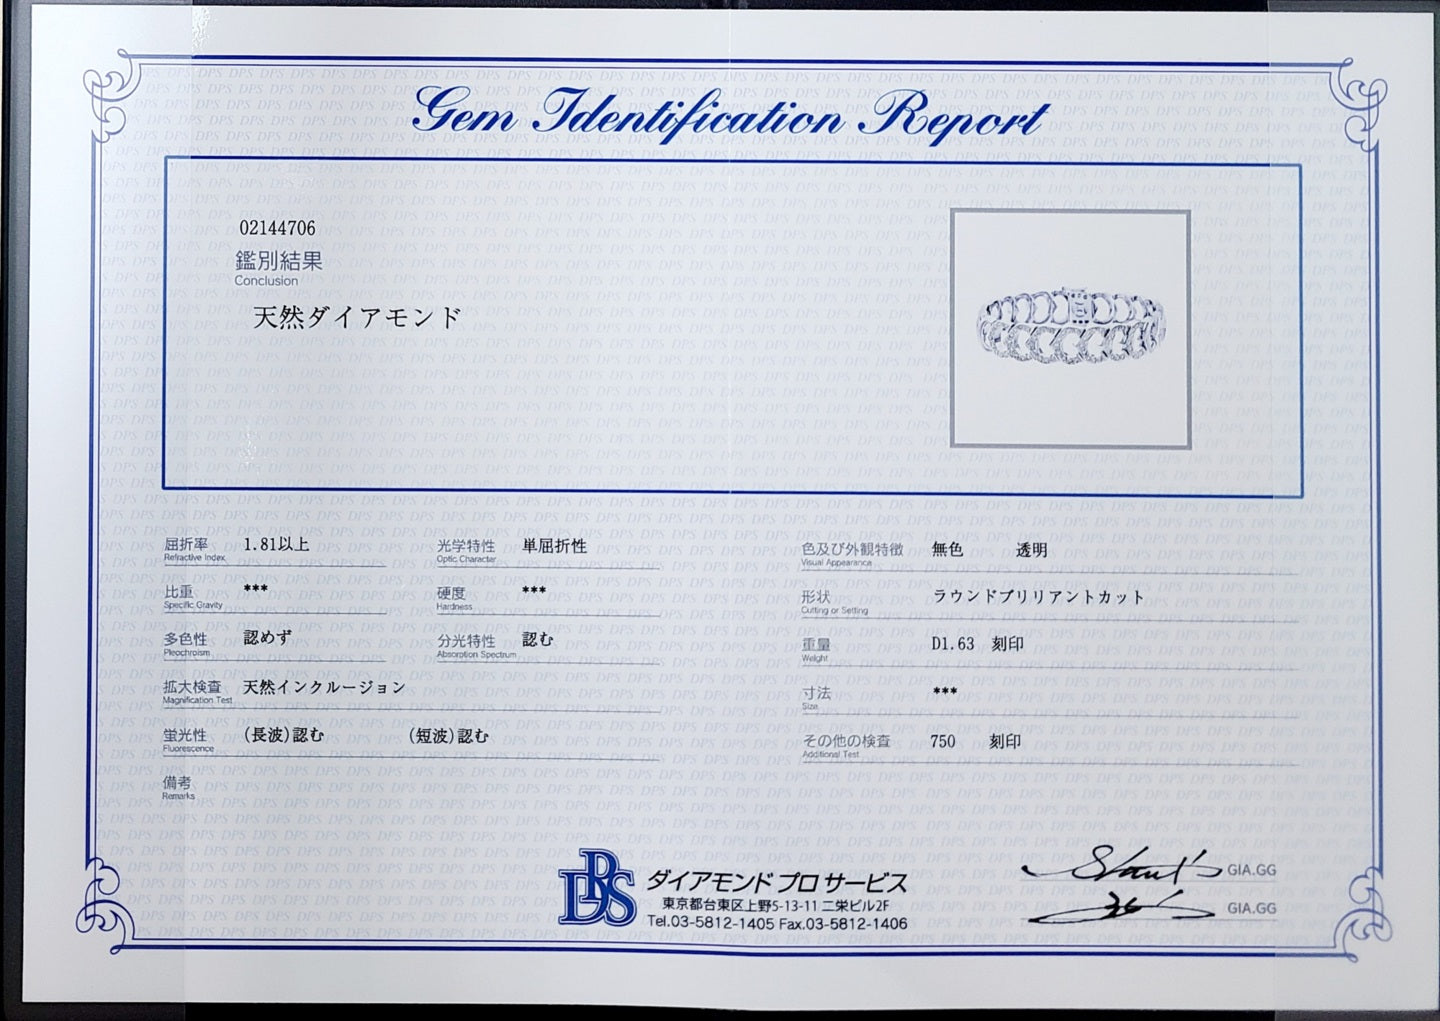 Gem Identification Report
02144706
鑑別結果
Conclusion
天然ダイアモンド
屈折率 1.81以上
Refractive Index
光学特性 単屈折性
Optic Character
色及び外観特徴 無色 透明
Visual Appearance
比重 ***
Specific Gravity
硬度 ***
Hardness
形状 ラウンドブリリアントカット
Cutting or Setting
多色性 認めず
Pleochroism
分光特性 認む
Absorption Spectrum
重量 D1.63 刻印
Weight
拡大検査 天然インクルージョン
Magnification Test
寸法 ***
Size
蛍光性 (長波)認む (短波)認む
Fluorescence
その他の検査 750 刻印
Additional Test
備考
Remarks
DPS
ダイアモンド プロ サービス
東京都台東区上野5-13-11 二栄ビル2F
Tel.03-5812-1405 Fax.03-5812-1406
GIA.GG
GIA.GG